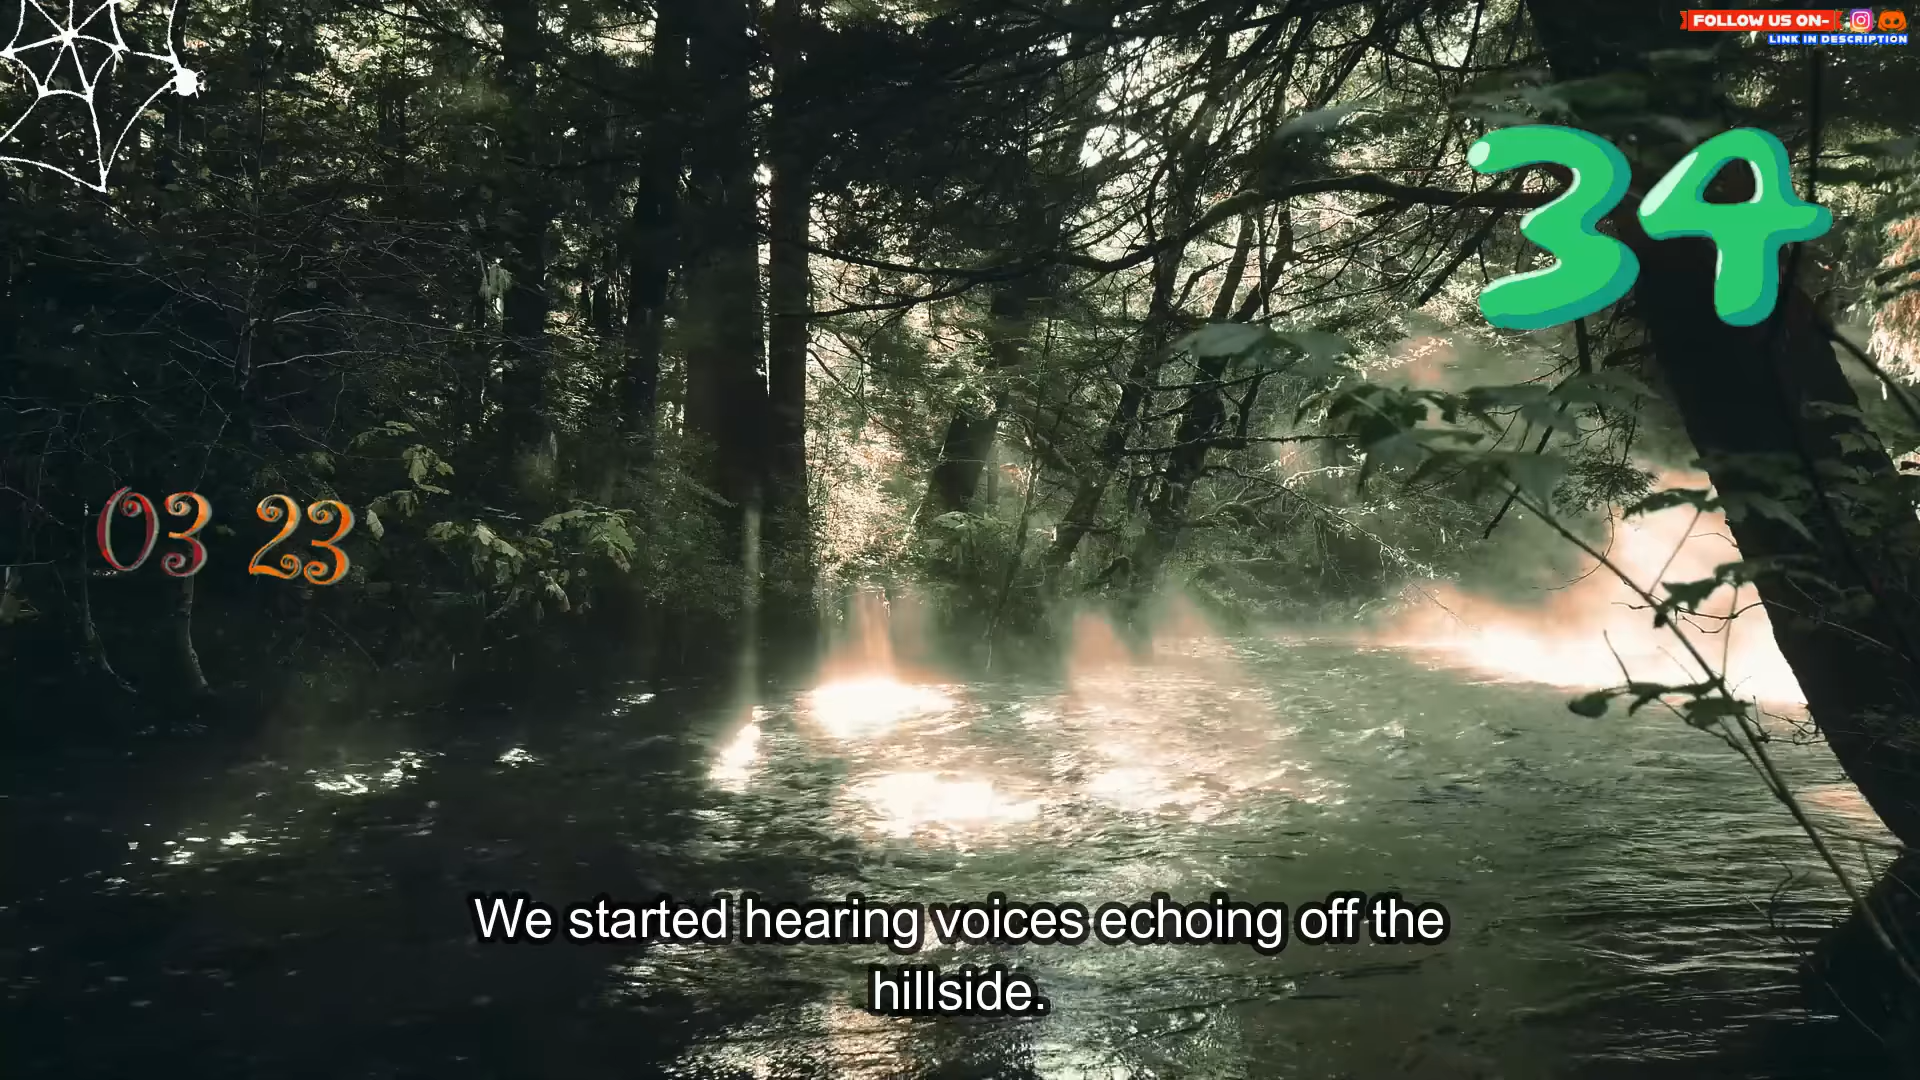 FOLLOW US ON-
LINK IN DESCRIPTION
34
03 23
We started hearing voices echoing off the
hillside.